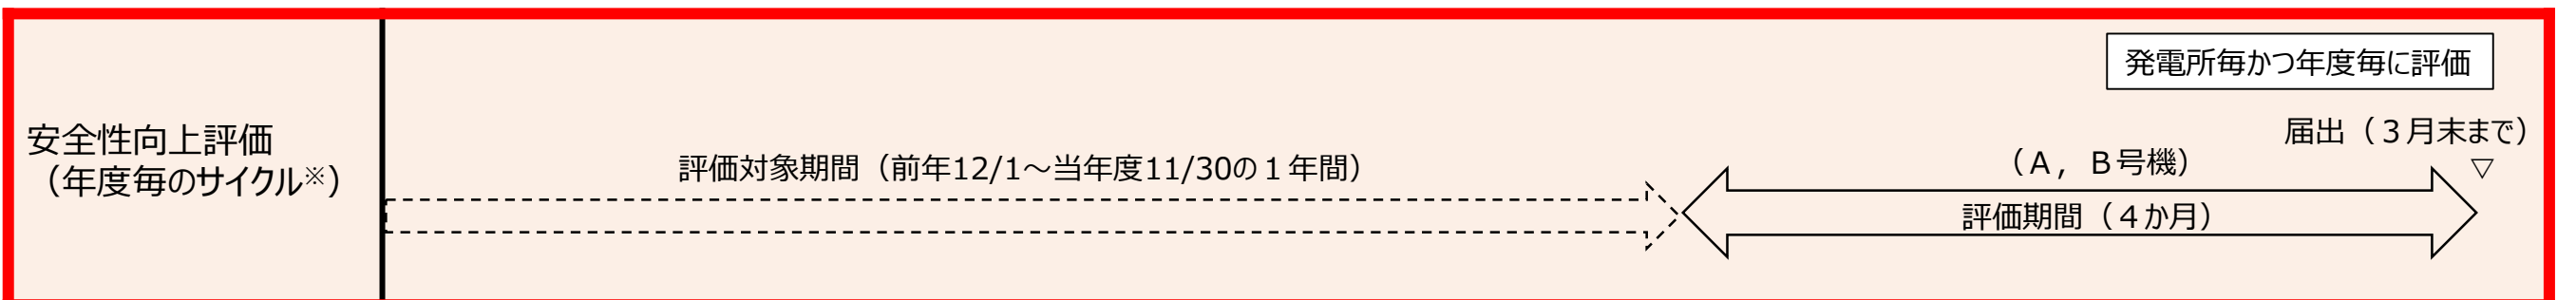 発電所毎かつ年度毎に評価
安全性向上評価
（年度毎のサイクル※）
評価対象期間（前年12/1～当年度11/30の１年間）
（Ａ，Ｂ号機）
届出（３月末まで）
▽
評価期間（４か月）